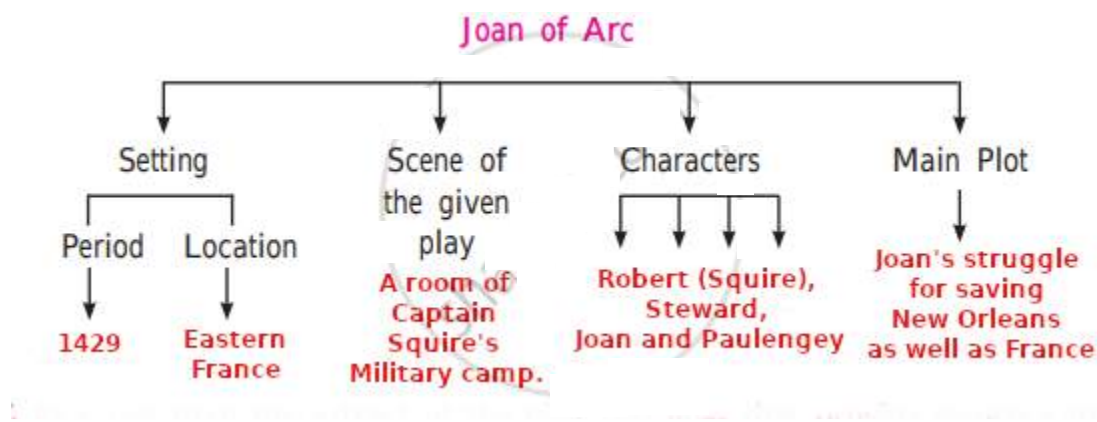 Joan of Arc
Setting
Period
1429
Location
Eastern
France
Scene of
the given
play
A room of
Captain
Squire's
Military camp.
Characters
Robert (Squire),
Steward,
Joan and Paulengey
Main Plot
Joan's struggle
for saving
New Orleans
as well as France